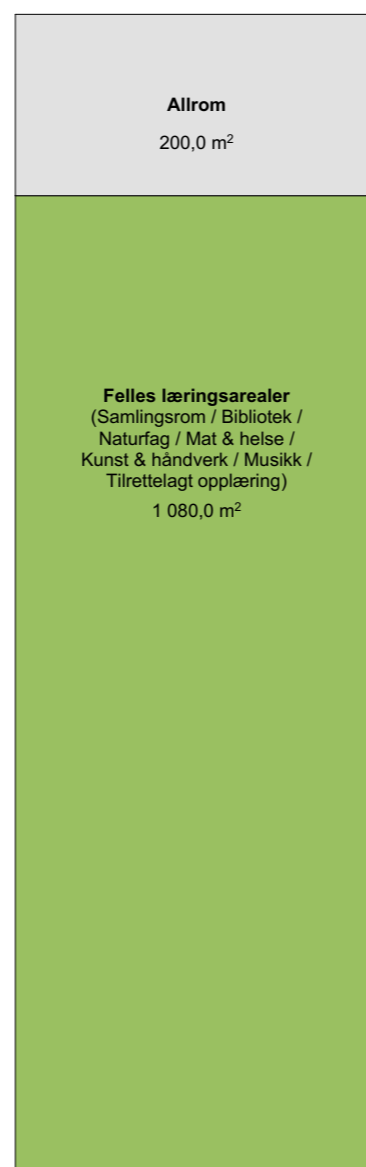 Allrom
200,0 m²
Felles læringsarealer
(Samlingsrom / Bibliotek /
Naturfag / Mat & helse /
Kunst & håndverk / Musikk /
Tilrettelagt opplæring)
1 080,0 m²